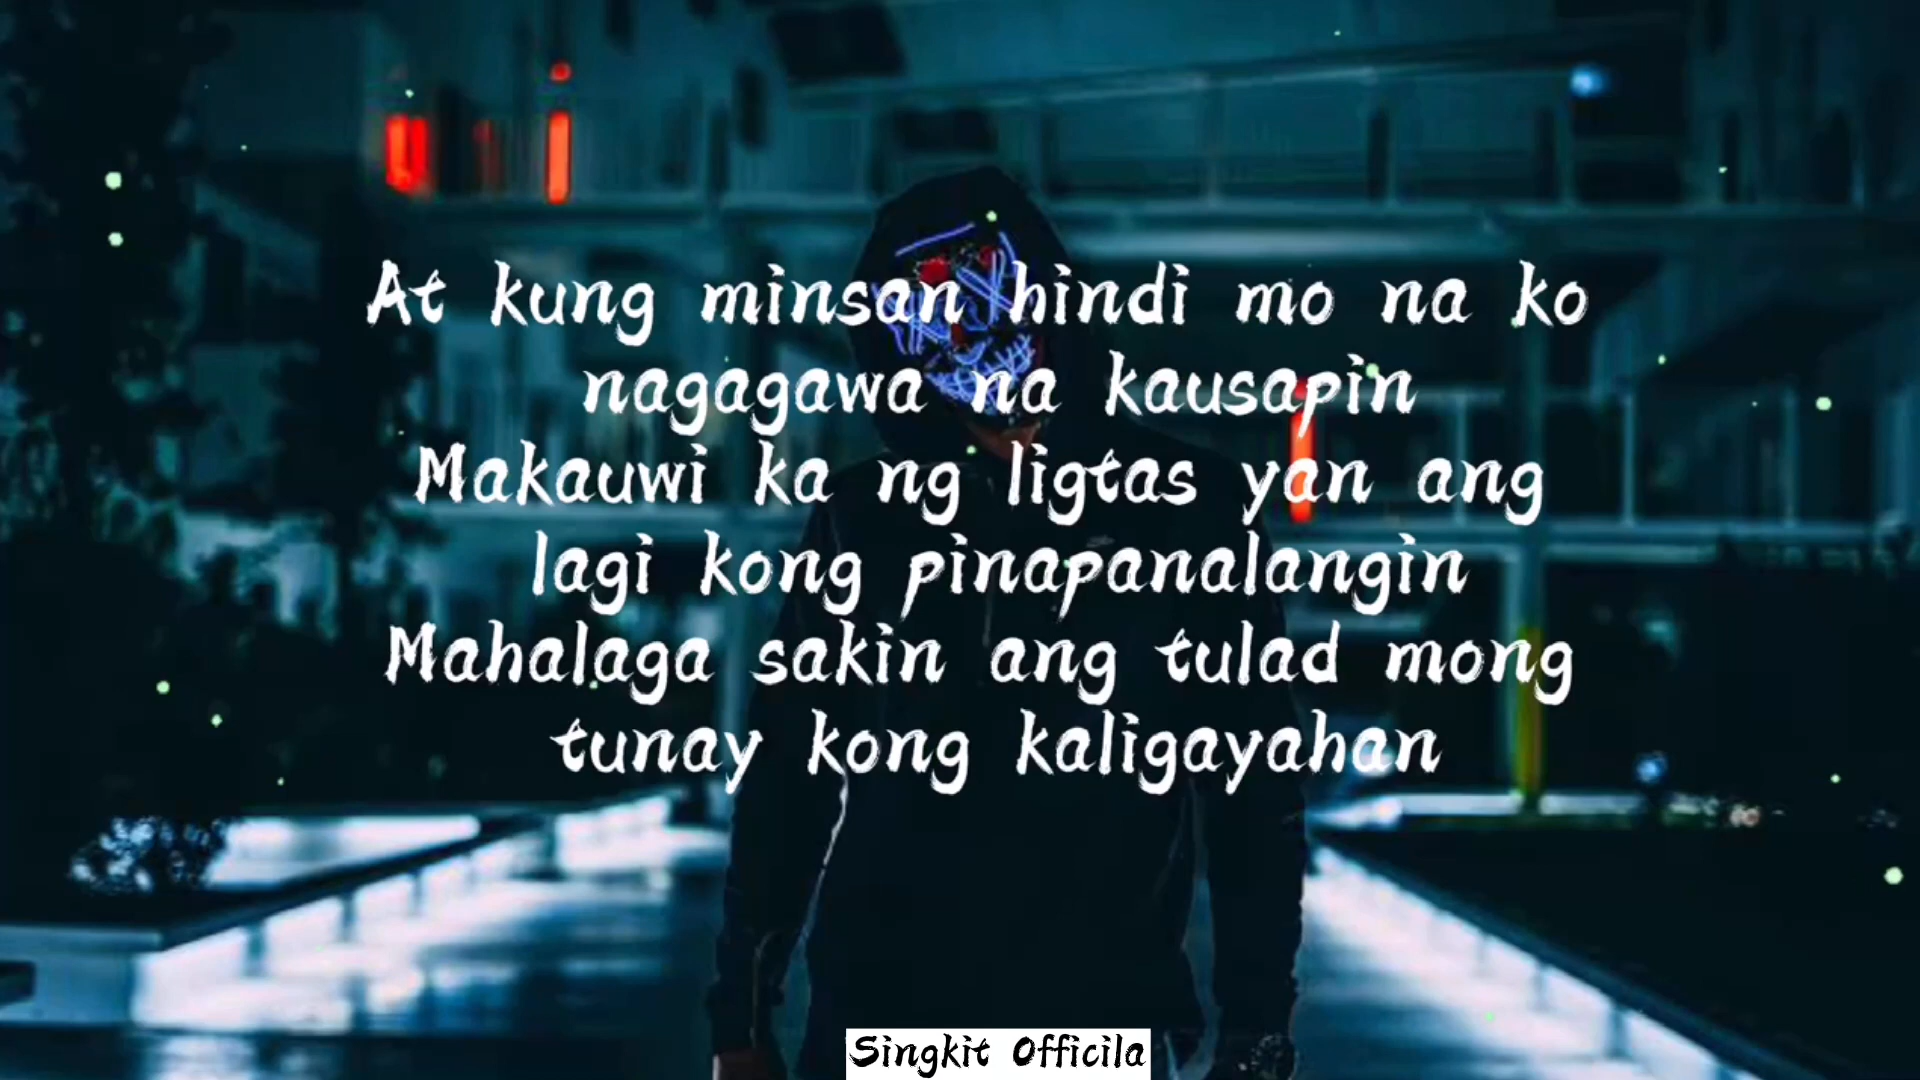 At kung minsan hindi mo na ko
nagagawa na kausapin
Makauwi ka ng ligtas yan ang
lagi kong pinapanalangin
Mahalaga sakin ang tulad mong
tunay kong kaligayahan
Singkit Officila